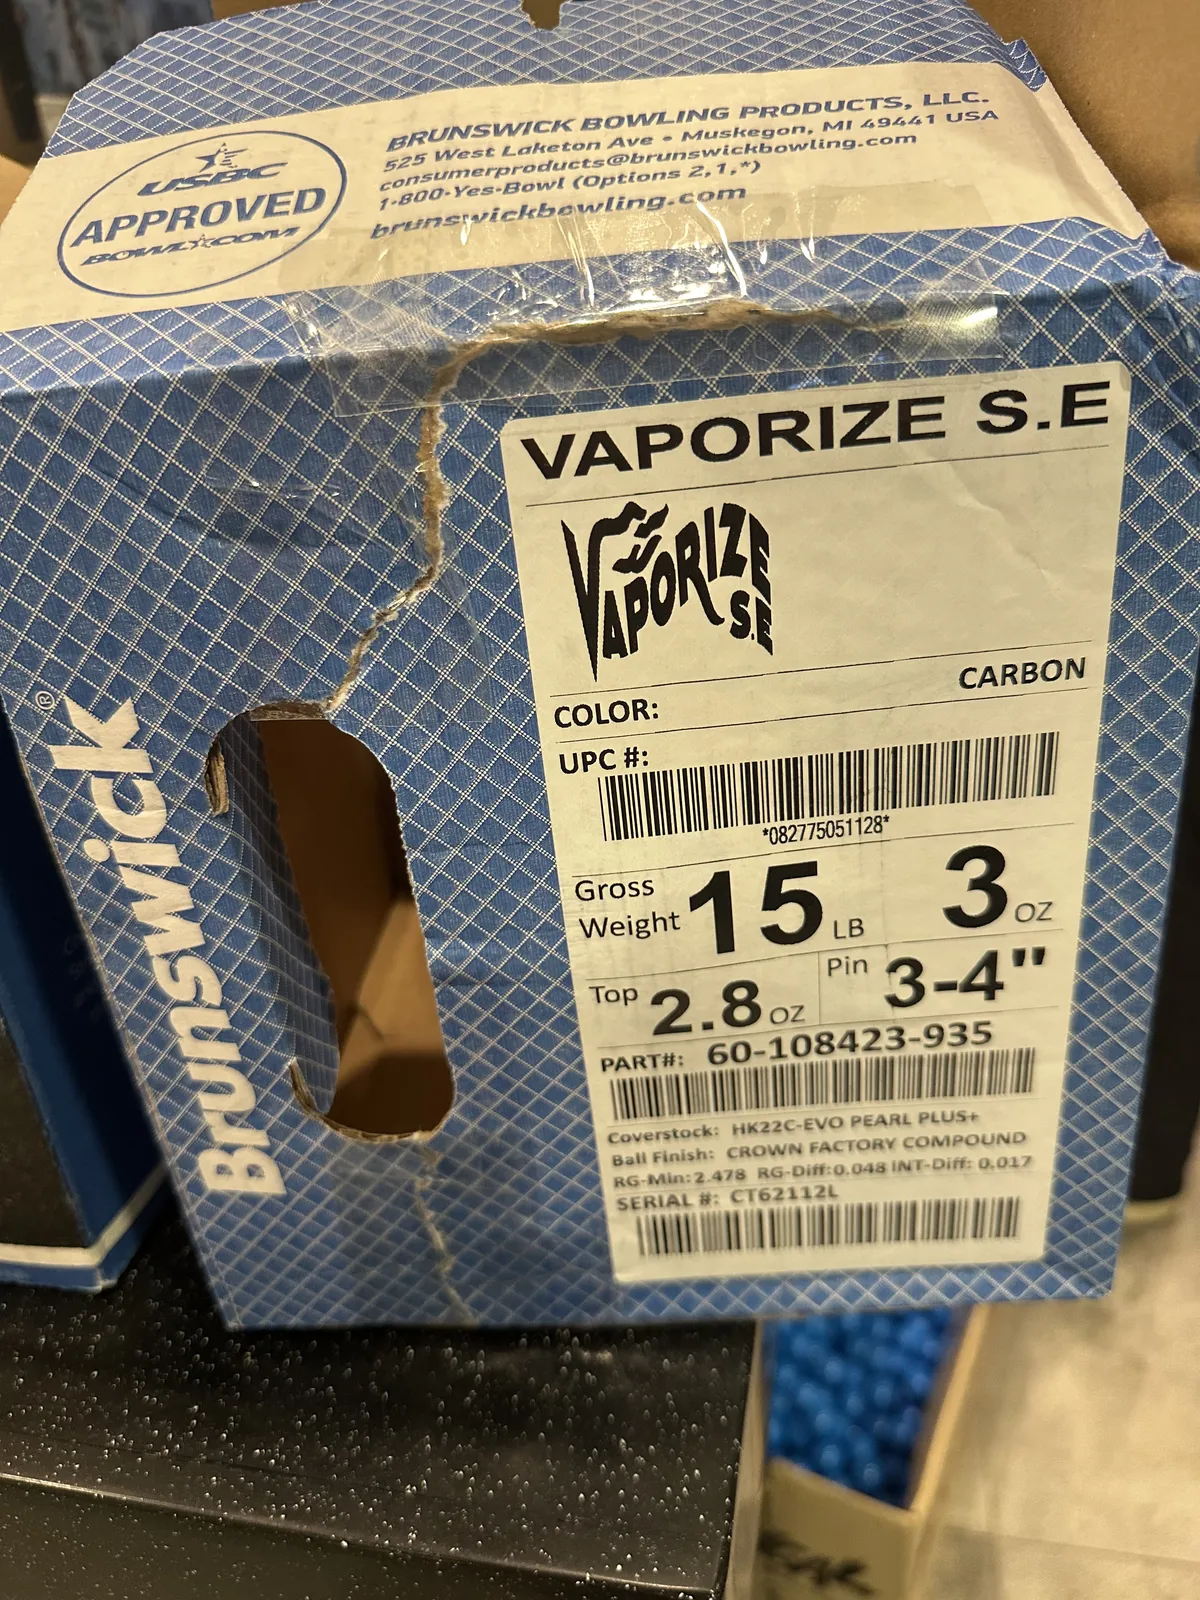 USBC
APPROVED
BOWL.COM
BRUNSWICK BOWLING PRODUCTS, LLC.
525 West Laketon Ave • Muskegon, MI 49441 USA
consumerproducts@brunswickbowling.com
1-800-Yes-Bowl (Options 2,1,*)
brunswickbowling.com
Brunswick®
VAPORIZE S.E
VAPORIZE
S.E
COLOR: CARBON
UPC #:
*082775051128*
Gross Weight 15 LB 3 OZ
Top 2.8 OZ Pin 3-4"
PART#: 60-108423-935
Coverstock: HK22C-EVO PEARL PLUS+
Ball Finish: CROWN FACTORY COMPOUND
RG-Min: 2.478 RG-Diff:0.048 INT-Diff: 0.017
SERIAL #: CT62112L